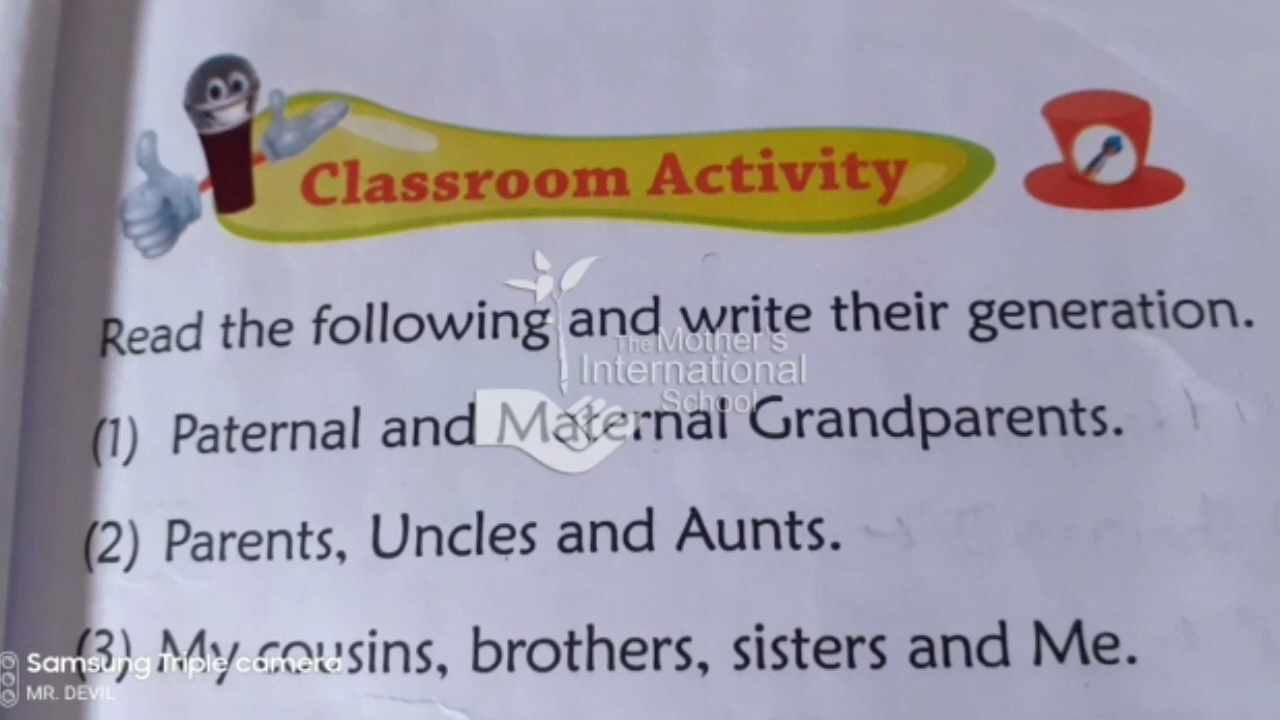 Classroom Activity
Read the following and write their generation.
The Mother's
International
School
(1) Paternal and Maternal Grandparents.
(2) Parents, Uncles and Aunts.
(3) My cousins, brothers, sisters and Me.
Samsung Triple camera
MR. DEVIL